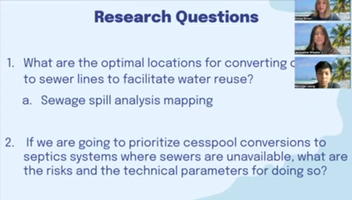 Research Questions
1. What are the optimal locations for converting
to sewer lines to facilitate water reuse?
a. Sewage spill analysis mapping
2. If we are going to prioritize cesspool conversions to
septics systems where sewers are unavailable, what are
the risks and the technical parameters for doing so?